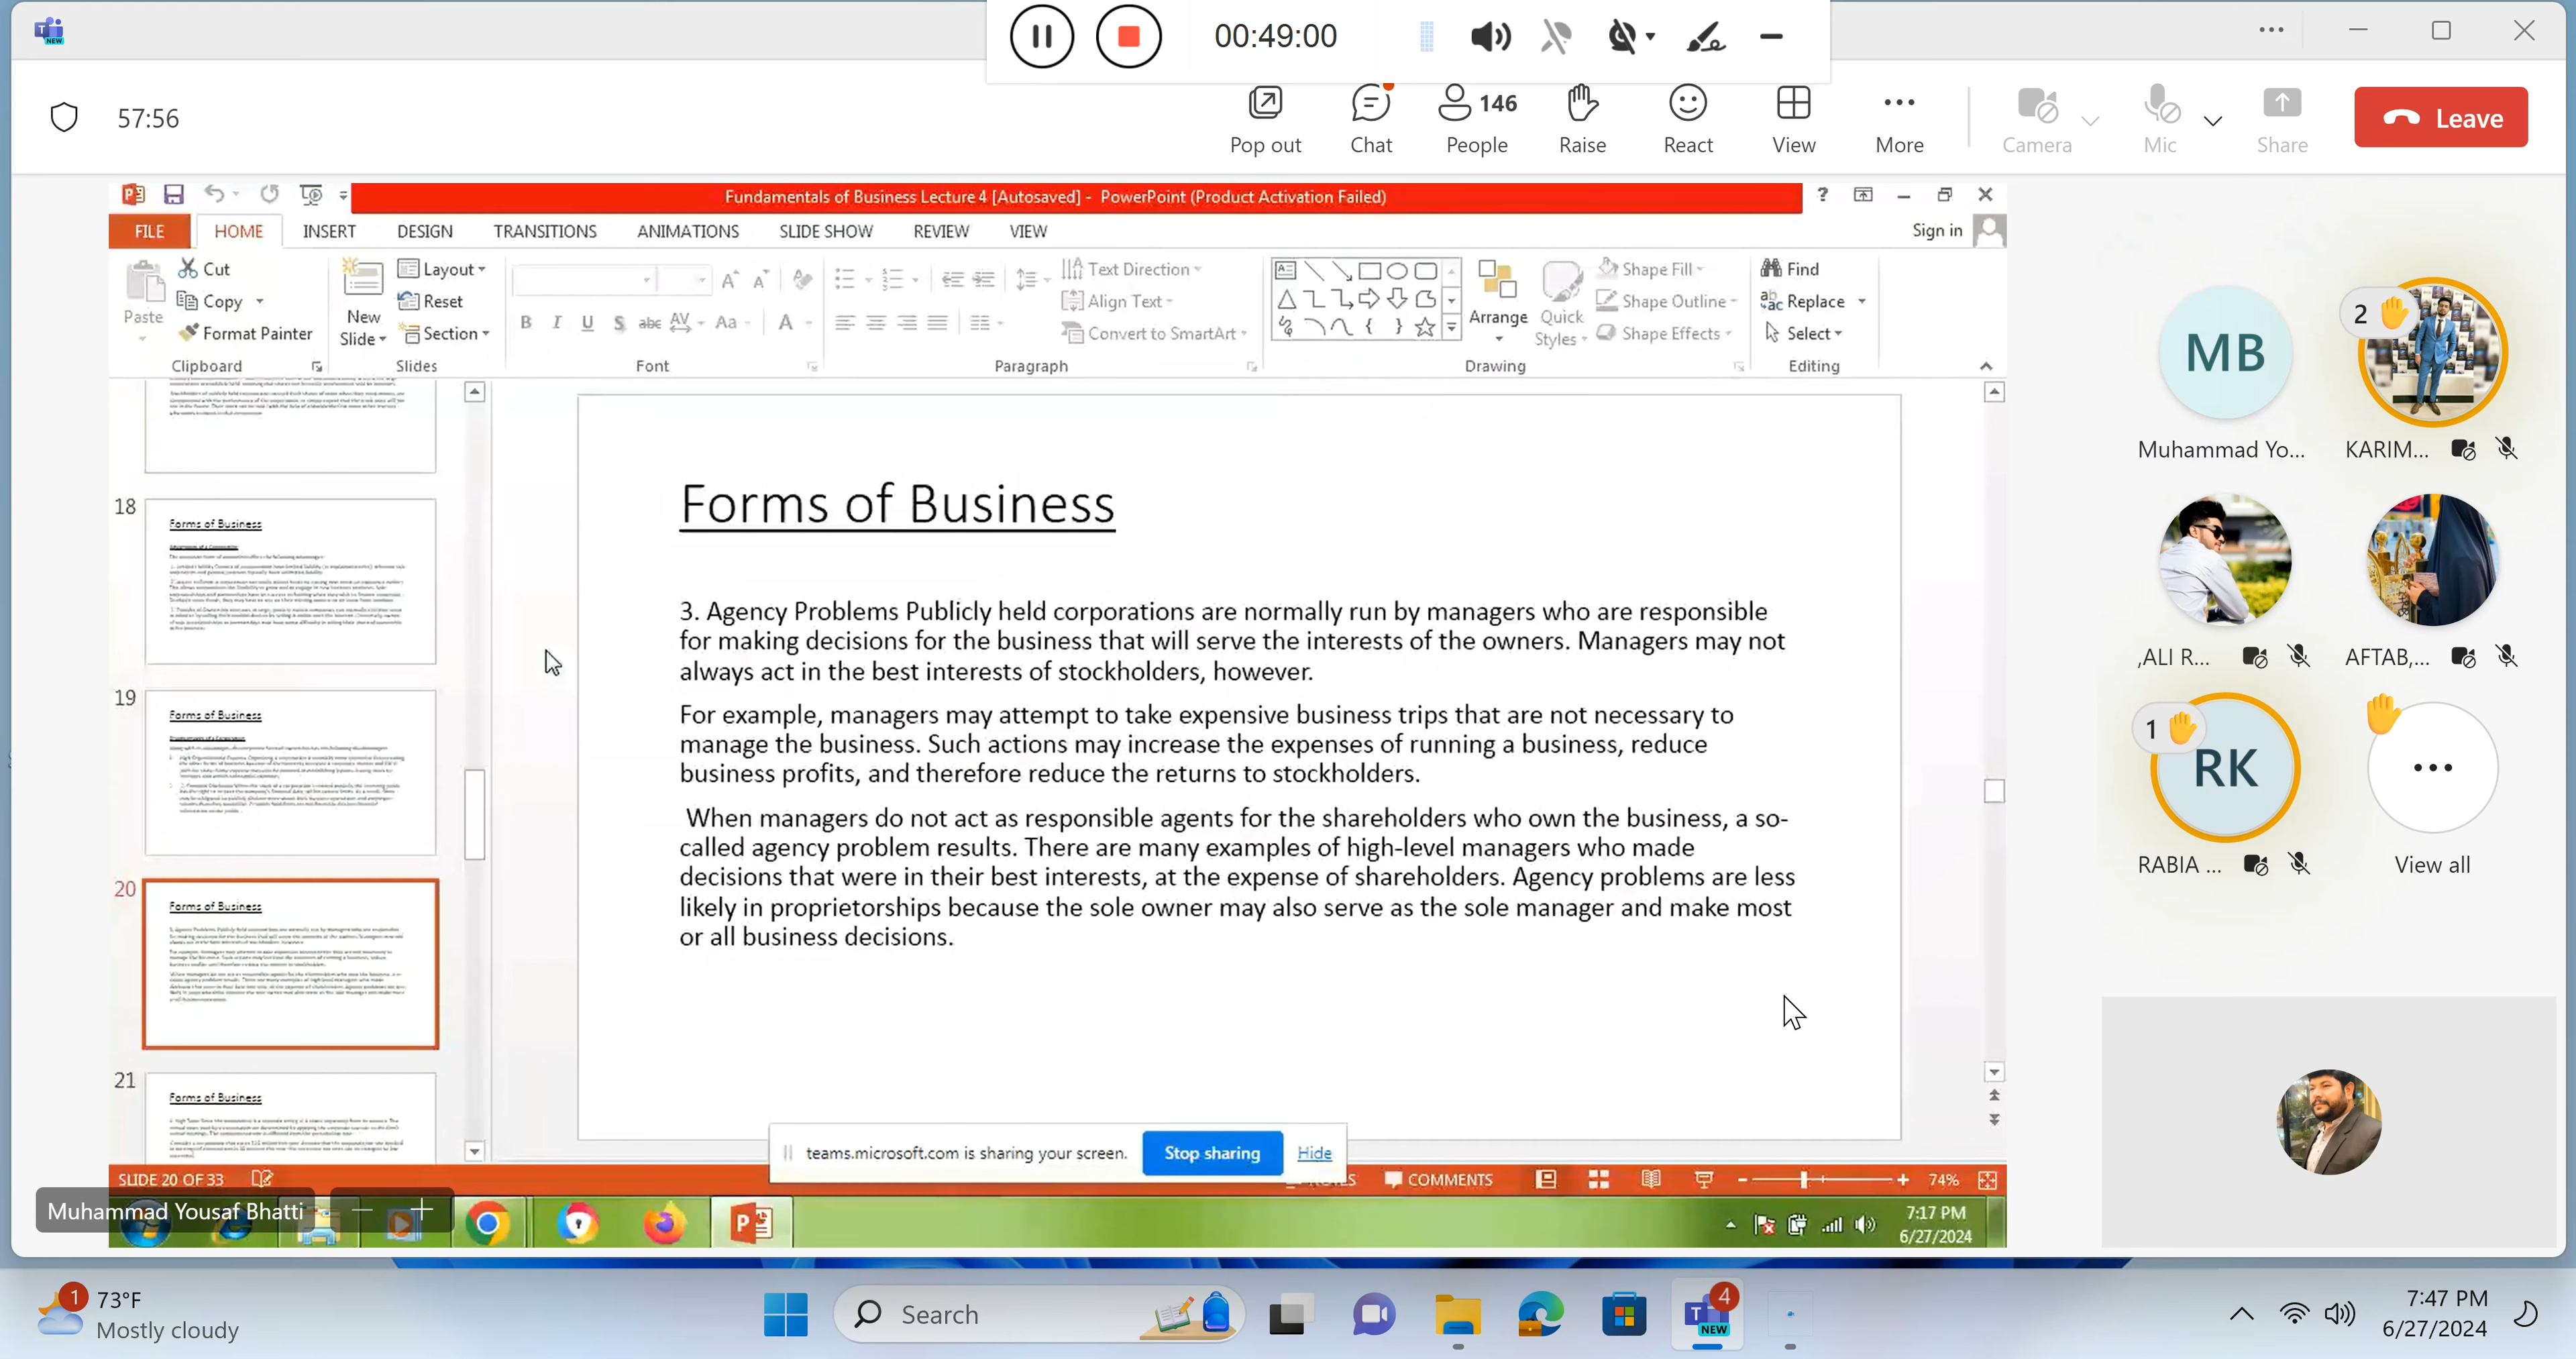 00:49:00
57:56
Pop out
Chat
146
People
Raise
React
View
More
Camera
Mic
Share
Leave
Fundamentals of Business Lecture 4 [Autosaved] - PowerPoint (Product Activation Failed)
FILE HOME INSERT DESIGN TRANSITIONS ANIMATIONS SLIDE SHOW REVIEW VIEW
Sign in
Paste
Cut
Copy
Format Painter
Clipboard
New
Slide
Layout
Reset
Section
Slides
Font
Text Direction
Align Text
Convert to SmartArt
Paragraph
Arrange
Quick
Styles
Shape Fill
Shape Outline
Shape Effects
Drawing
Find
Replace
Select
Editing
18
Forms of Business
19
Forms of Business
20
Forms of Business
21
Forms of Business
Forms of Business
3. Agency Problems Publicly held corporations are normally run by managers who are responsible
for making decisions for the business that will serve the interests of the owners. Managers may not
always act in the best interests of stockholders, however.
For example, managers may attempt to take expensive business trips that are not necessary to
manage the business. Such actions may increase the expenses of running a business, reduce
business profits, and therefore reduce the returns to stockholders.
When managers do not act as responsible agents for the shareholders who own the business, a so-
called agency problem results. There are many examples of high-level managers who made
decisions that were in their best interests, at the expense of shareholders. Agency problems are less
likely in proprietorships because the sole owner may also serve as the sole manager and make most
or all business decisions.
teams.microsoft.com is sharing your screen.
Stop sharing
Hide
SLIDE 20 OF 33
COMMENTS
74%
Muhammad Yousaf Bhatti
7:17 PM
6/27/2024
MB
Muhammad Yo...
2
KARIM...
,ALI R...
AFTAB,...
1
RK
RABIA ...
View all
1
73°F
Mostly cloudy
Search
4
NEW
7:47 PM
6/27/2024